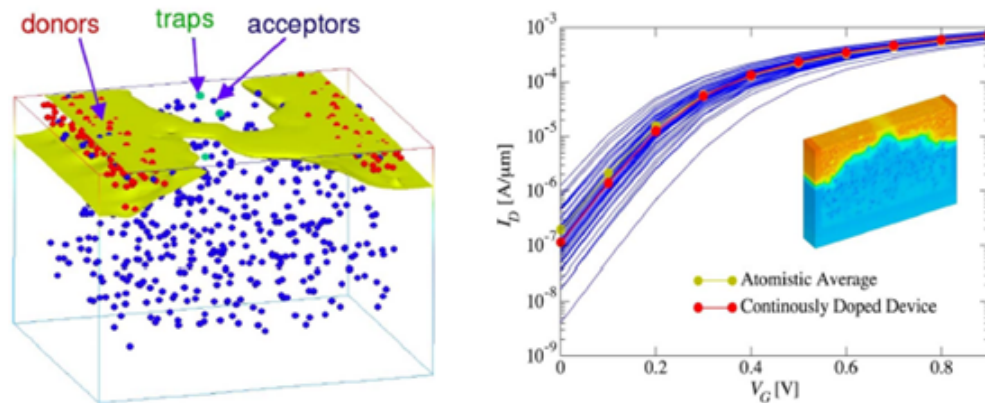 donors
traps
acceptors
10-3
10-4
10-5
10-6
10-7
10-8
10-9
I_D [A/μm]
Atomistic Average
Continously Doped Device
0 0.2 0.4 0.6 0.8
V_G [V]